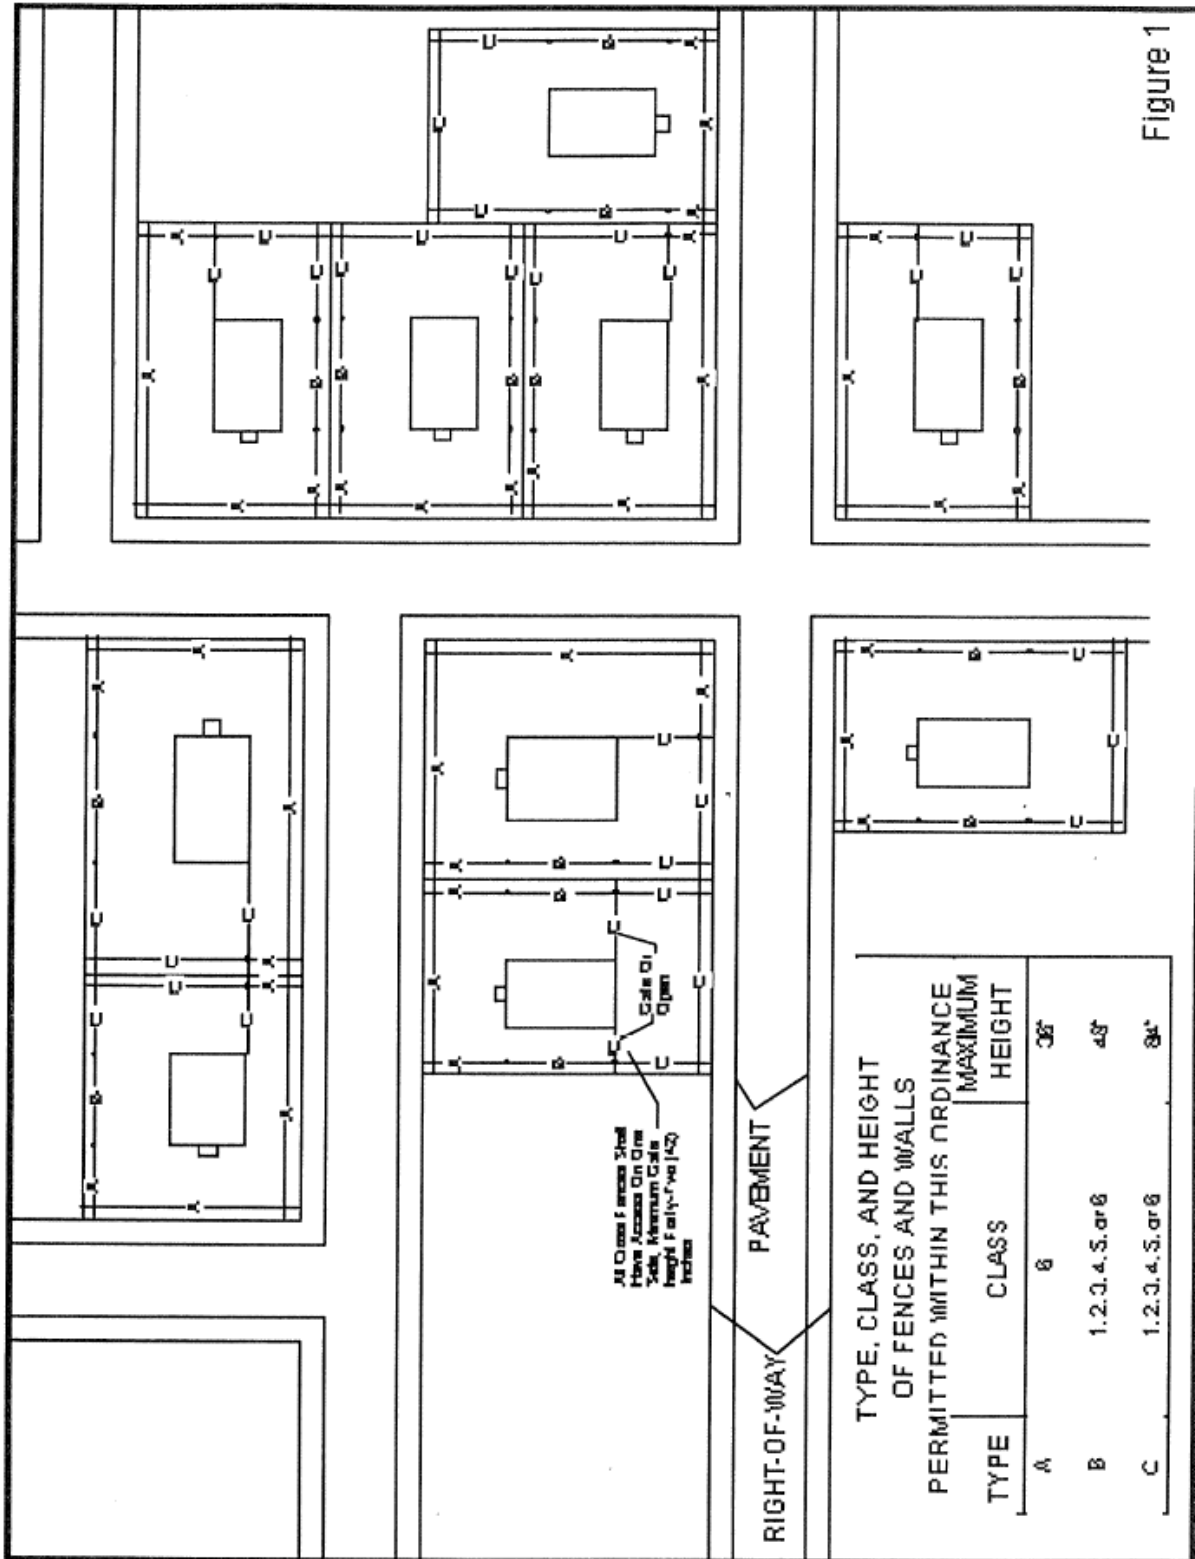 Figure 1
All Cross Fences Shall
Have Access On One
Side, Minimum Gate
height Forty-Two (42)
Inches
Gate Or
Open
PAVEMENT
RIGHT-OF-WAY
TYPE, CLASS, AND HEIGHT
OF FENCES AND WALLS
PERMITTED WITHIN THIS ORDINANCE
TYPE CLASS MAXIMUM HEIGHT
A 6 36"
B 1.2.3.4.5. or 6 48"
C 1.2.3.4.5. or 6 84"